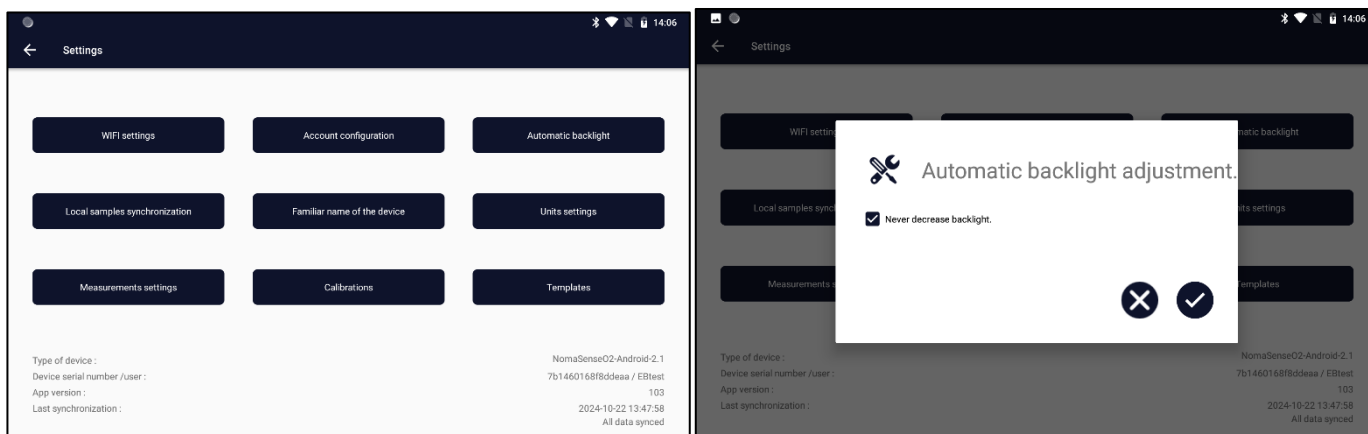 14:06
Settings
WIFI settings
Account configuration
Automatic backlight
Local samples synchronization
Familiar name of the device
Units settings
Measurements settings
Calibrations
Templates
Type of device : NomaSenseO2-Android-2.1
Device serial number /user : 7b1460168f8ddeaa / EBtest
App version : 103
Last synchronization : 2024-10-22 13:47:58
All data synced
14:06
Settings
WIFI setting
matic backlight
Automatic backlight adjustment.
Local samples syncl
Never decrease backlight.
its settings
Measurements s
emplates
Type of device : NomaSenseO2-Android-2.1
Device serial number /user : 7b1460168f8ddeaa / EBtest
App version : 103
Last synchronization : 2024-10-22 13:47:58
All data synced